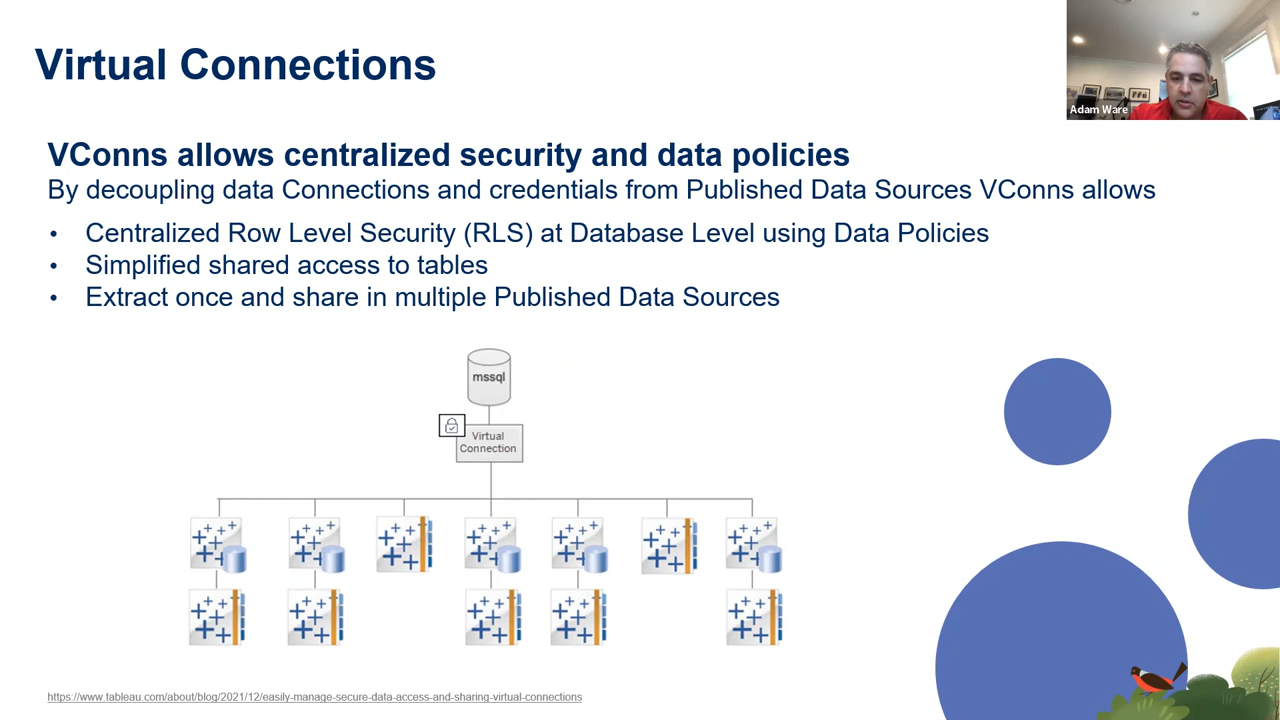 Virtual Connections
Adam Ware
VConns allows centralized security and data policies
By decoupling data Connections and credentials from Published Data Sources VConns allows
• Centralized Row Level Security (RLS) at Database Level using Data Policies
• Simplified shared access to tables
• Extract once and share in multiple Published Data Sources
mssql
Virtual
Connection
https://www.tableau.com/about/blog/2021/12/easily-manage-secure-data-access-and-sharing-virtual-connections